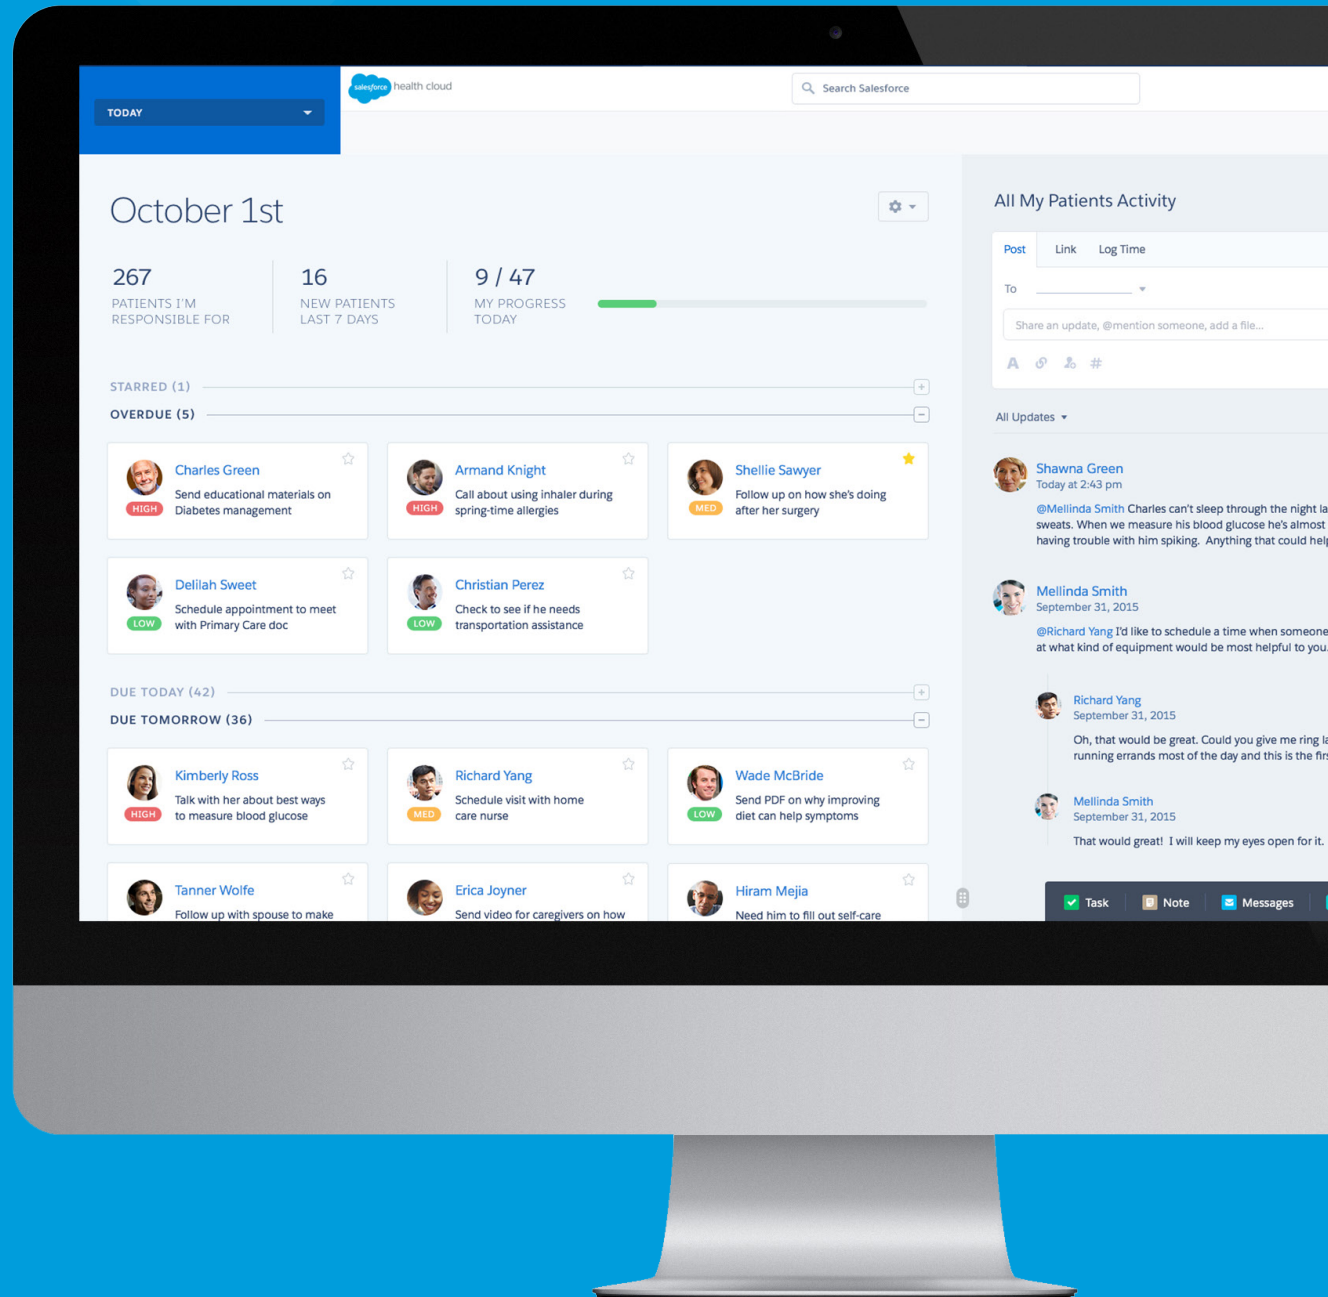 salesforce health cloud
Search Salesforce
TODAY
October 1st
267
PATIENTS I'M
RESPONSIBLE FOR
16
NEW PATIENTS
LAST 7 DAYS
9 / 47
MY PROGRESS
TODAY
STARRED (1)
OVERDUE (5)
Charles Green
Send educational materials on
Diabetes management
HIGH
Armand Knight
Call about using inhaler during
spring-time allergies
HIGH
Shellie Sawyer
Follow up on how she's doing
after her surgery
MED
Delilah Sweet
Schedule appointment to meet
with Primary Care doc
LOW
Christian Perez
Check to see if he needs
transportation assistance
LOW
DUE TODAY (42)
DUE TOMORROW (36)
Kimberly Ross
Talk with her about best ways
to measure blood glucose
HIGH
Richard Yang
Schedule visit with home
care nurse
MED
Wade McBride
Send PDF on why improving
diet can help symptoms
LOW
Tanner Wolfe
Follow up with spouse to make
Erica Joyner
Send video for caregivers on how
Hiram Mejia
Need him to fill out self-care
All My Patients Activity
Post Link Log Time
To
Share an update, @mention someone, add a file...
A #
All Updates
Shawna Green
Today at 2:43 pm
@Mellinda Smith Charles can't sleep through the night
sweats. When we measure his blood glucose he's almost
having trouble with him spiking. Anything that could
Mellinda Smith
September 31, 2015
@Richard Yang I'd like to schedule a time when someone
at what kind of equipment would be most helpful to you.
Richard Yang
September 31, 2015
Oh, that would be great. Could you give me ring
running errands most of the day and this is the
Mellinda Smith
September 31, 2015
That would great! I will keep my eyes open for it.
Task Note Messages